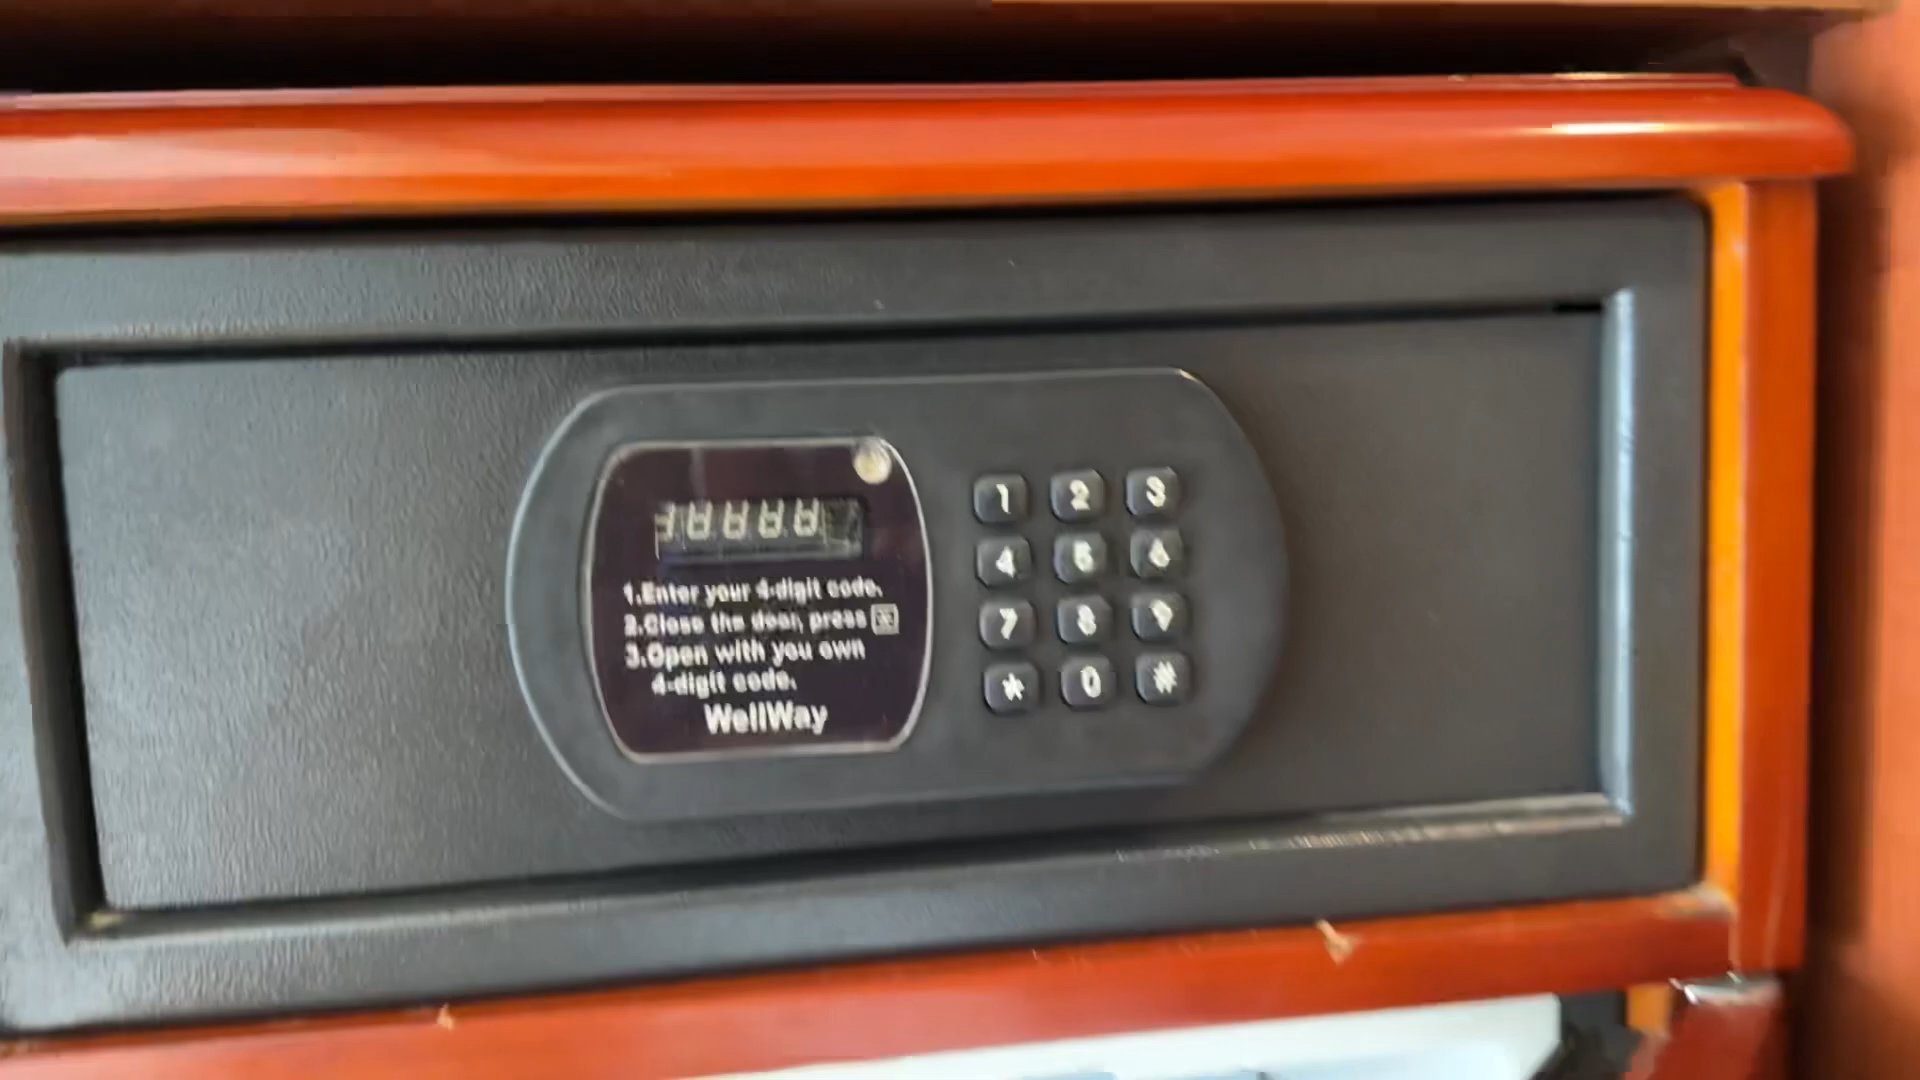 1.Enter your 4-digit code.
2.Close the door, press
3.Open with you own
4-digit code.
WellWay
1 2 3
4 5 6
7 8 9
* 0 #